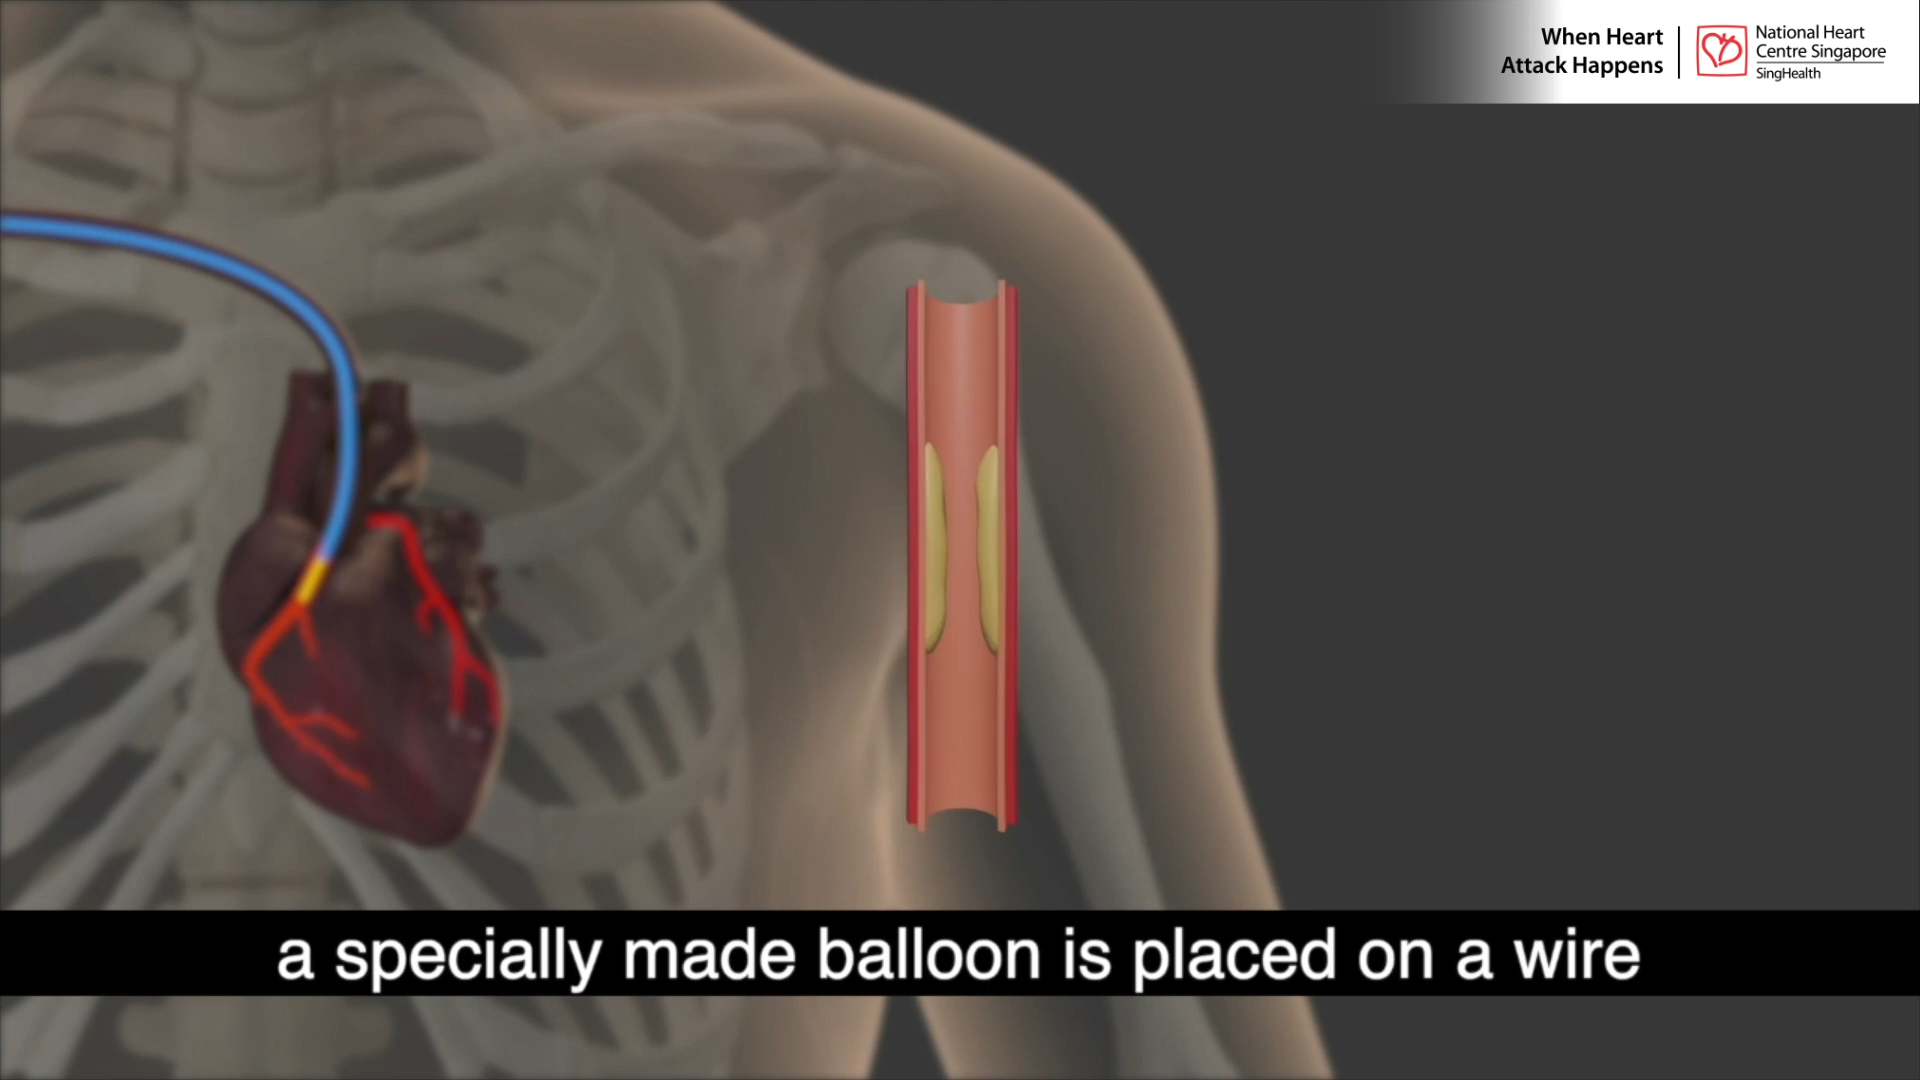 When Heart
Attack Happens
National Heart
Centre Singapore
SingHealth
a specially made balloon is placed on a wire